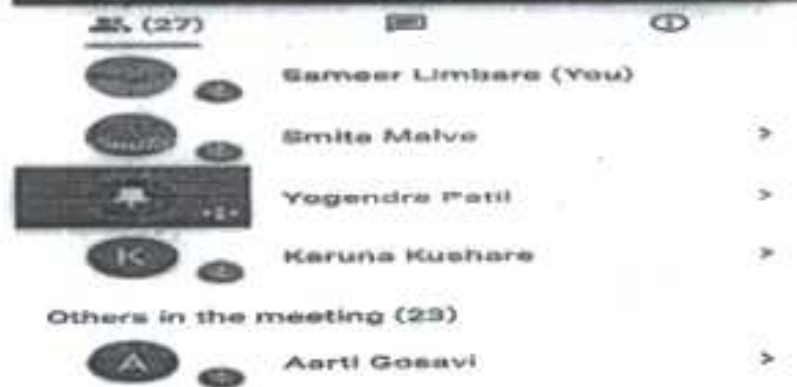 (27)
Sameer Limbare (You)
Smita Malve
Yogendra Patil
K Karuna Kushare
Others in the meeting (23)
A Aarti Gosavi